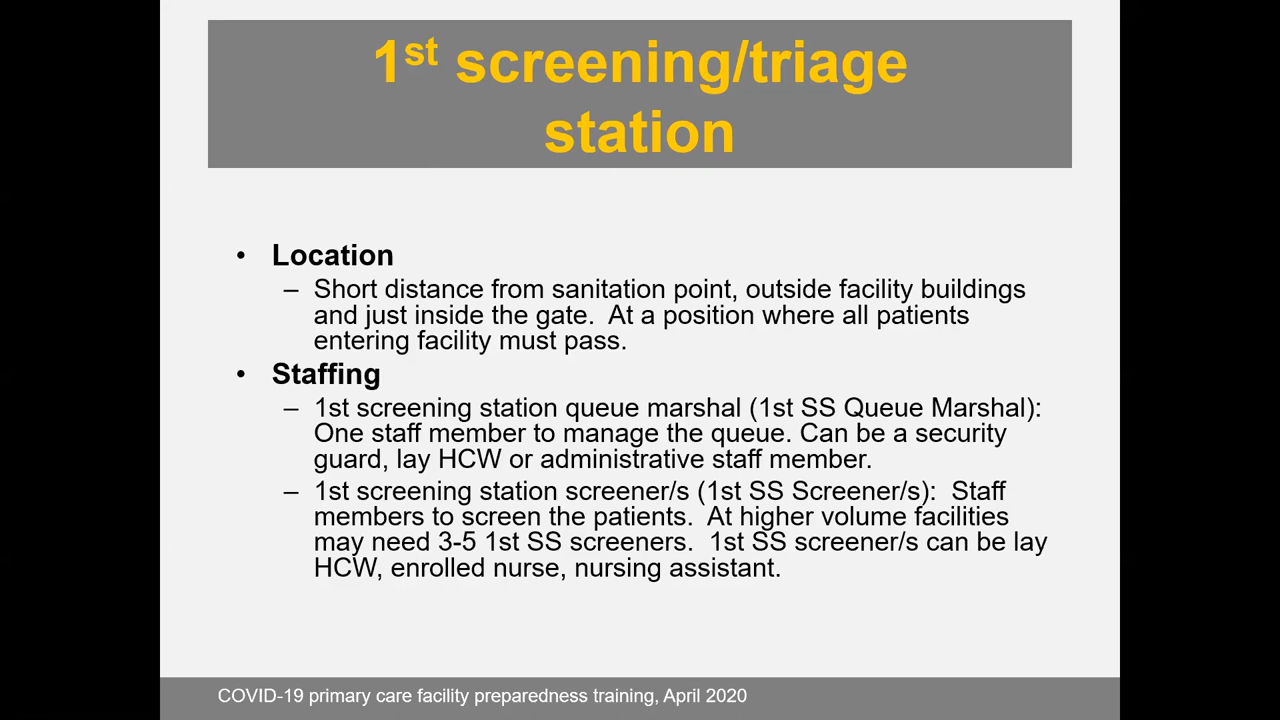 1st screening/triage
station
• Location
– Short distance from sanitation point, outside facility buildings
and just inside the gate.  At a position where all patients
entering facility must pass.
• Staffing
– 1st screening station queue marshal (1st SS Queue Marshal):
One staff member to manage the queue. Can be a security
guard, lay HCW or administrative staff member.
– 1st screening station screener/s (1st SS Screener/s):  Staff
members to screen the patients.  At higher volume facilities
may need 3-5 1st SS screeners.  1st SS screener/s can be lay
HCW, enrolled nurse, nursing assistant.
COVID-19 primary care facility preparedness training, April 2020